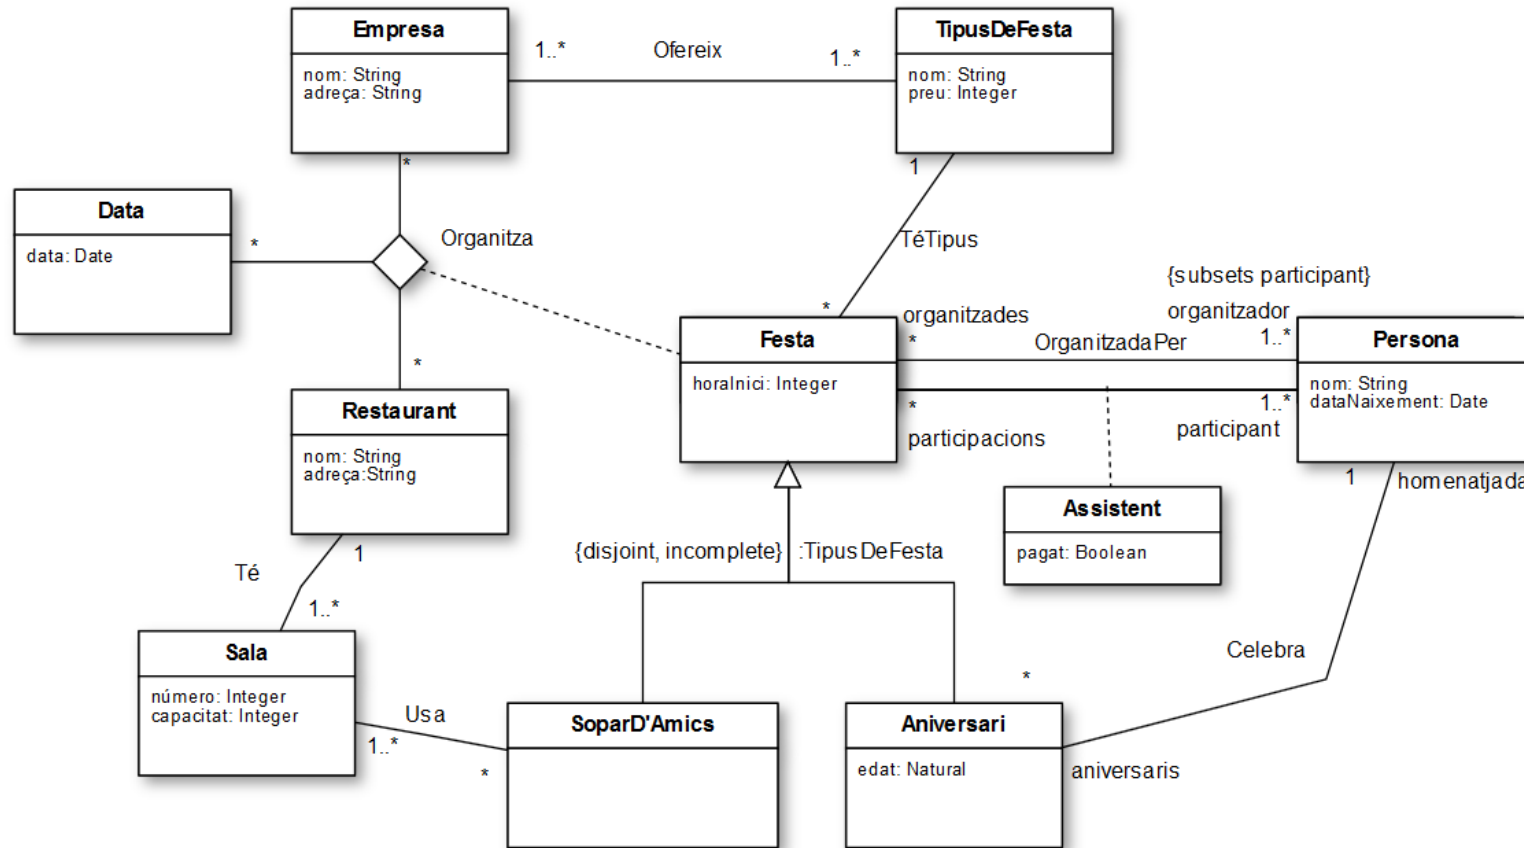 Empresa
nom: String
adreça: String
1..*
Ofereix
1..*
TipusDeFesta
nom: String
preu: Integer
*
1
Data
data: Date
*
Organitza
TéTipus
*
Restaurant
nom: String
adreça:String
*
organitzades
*
OrganitzadaPer
{subsets participant}
organitzador
1..*
Festa
horaInici: Integer
*
participacions
1..*
participant
Persona
nom: String
dataNaixement: Date
1
homenatjada
Assistent
pagat: Boolean
{disjoint, incomplete}
:TipusDeFesta
1
Té
1..*
Sala
número: Integer
capacitat: Integer
Usa
1..*
*
SoparD'Amics
Celebra
*
Aniversari
edat: Natural
aniversaris